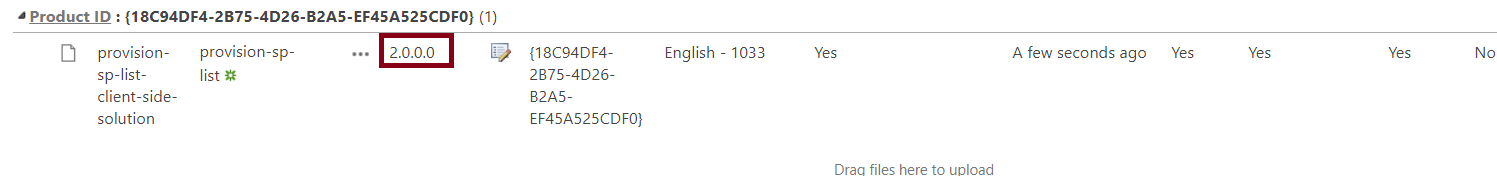 Product ID : {18C94DF4-2B75-4D26-B2A5-EF45A525CDF0} (1)
provision-sp-list-client-side-solution provision-sp-list ... 2.0.0.0 {18C94DF4-2B75-4D26-B2A5-EF45A525CDF0} English - 1033 Yes A few seconds ago Yes Yes Yes No
Drag files here to upload